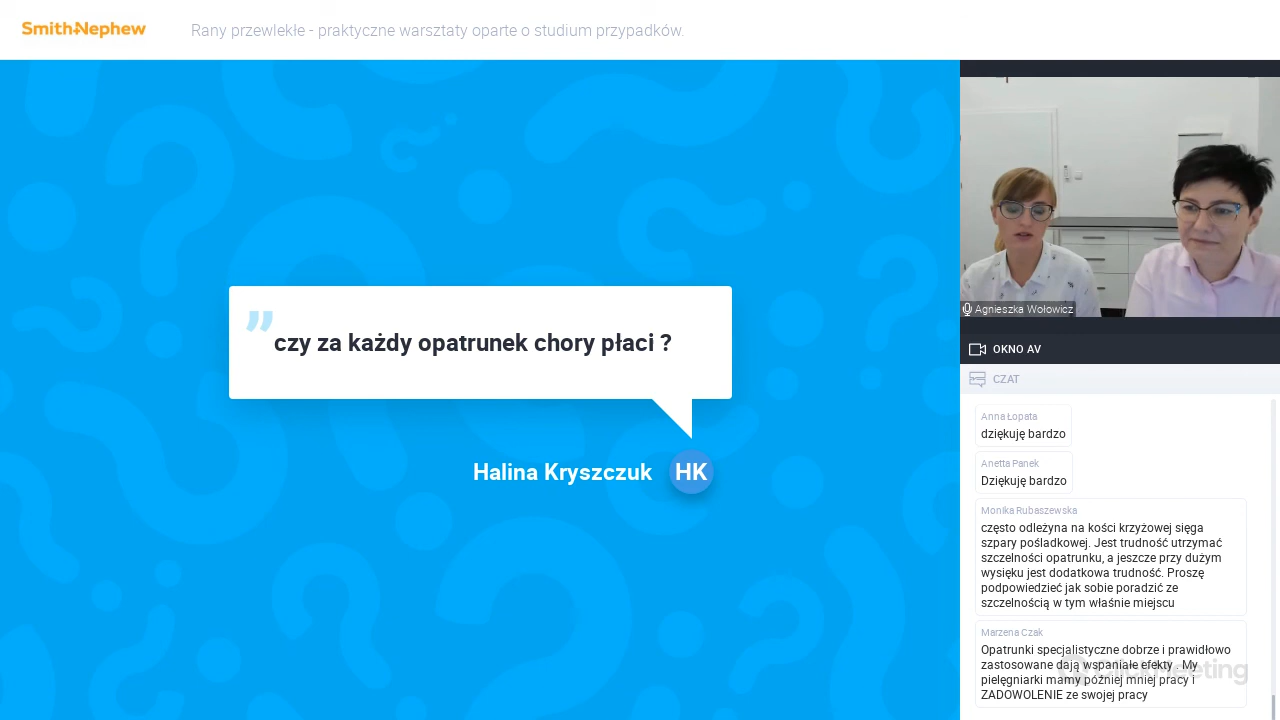 Smith+Nephew
Rany przewlekłe - praktyczne warsztaty oparte o studium przypadków.
czy za każdy opatrunek chory płaci ?
Halina Kryszczuk
HK
Agnieszka Wołowicz
OKNO AV
CZAT
Anna Łopata
dziękuję bardzo
Anetta Panek
Dziękuję bardzo
Monika Rubaszewska
często odleżyna na kości krzyżowej sięga
szpary pośladkowej. Jest trudność utrzymać
szczelności opatrunku, a jeszcze przy dużym
wysięku jest dodatkowa trudność. Proszę
podpowiedzieć jak sobie poradzić ze
szczelnością w tym właśnie miejscu
Marzena Czak
Opatrunki specjalistyczne dobrze i prawidłowo
zastosowane dają wspaniałe efekty . My
pielęgniarki mamy później mniej pracy i
ZADOWOLENIE ze swojej pracy
ClickMeeting